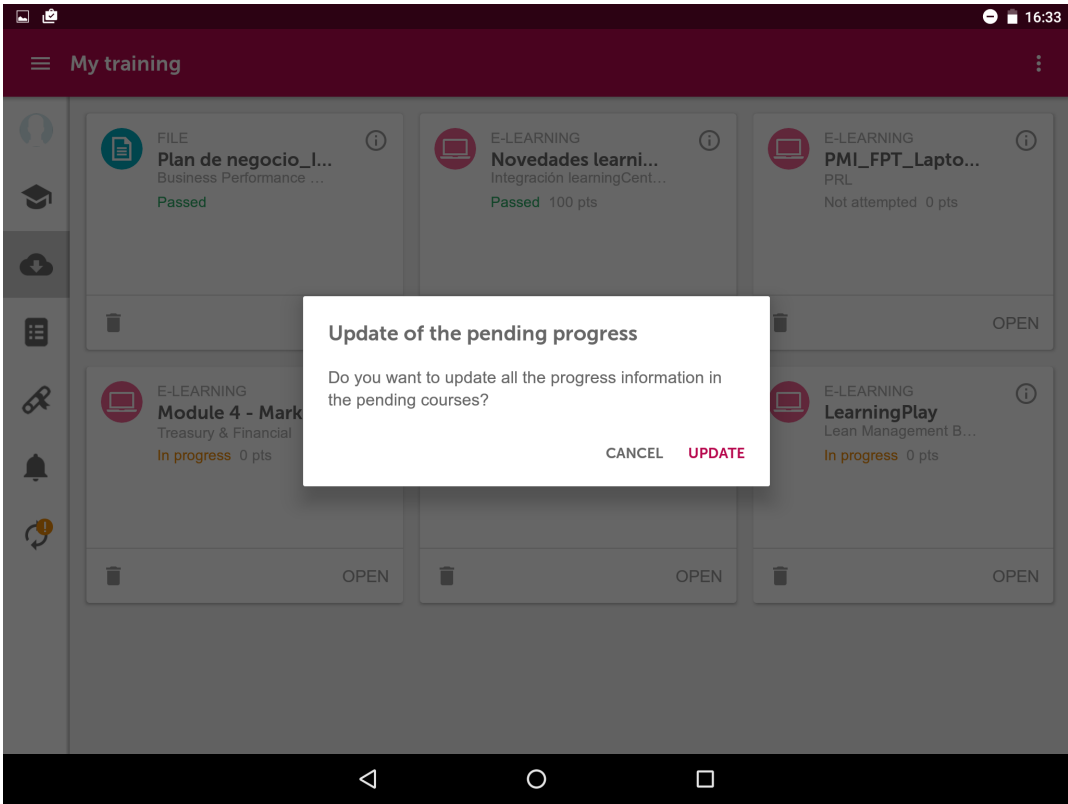 16:33
My training
FILE
Plan de negocio_I...
Business Performance ...
Passed
E-LEARNING
Novedades learni...
Integración learningCent...
Passed 100 pts
E-LEARNING
PMI_FPT_Lapto...
PRL
Not attempted 0 pts
OPEN
E-LEARNING
Module 4 - Mark
Treasury & Financial
In progress 0 pts
OPEN
OPEN
E-LEARNING
LearningPlay
Lean Management B...
In progress 0 pts
OPEN
Update of the pending progress
Do you want to update all the progress information in
the pending courses?
CANCEL UPDATE